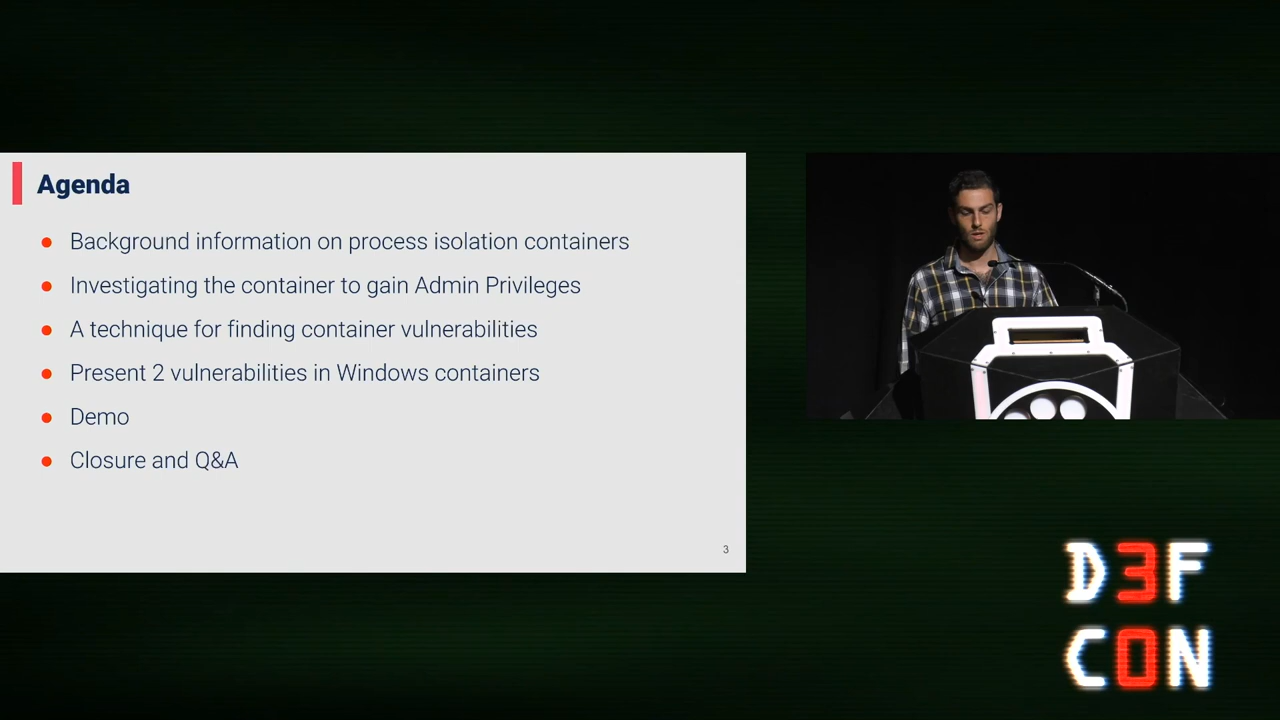 Agenda
Background information on process isolation containers
Investigating the container to gain Admin Privileges
A technique for finding container vulnerabilities
Present 2 vulnerabilities in Windows containers
Demo
Closure and Q&A
3
D3F
C0N